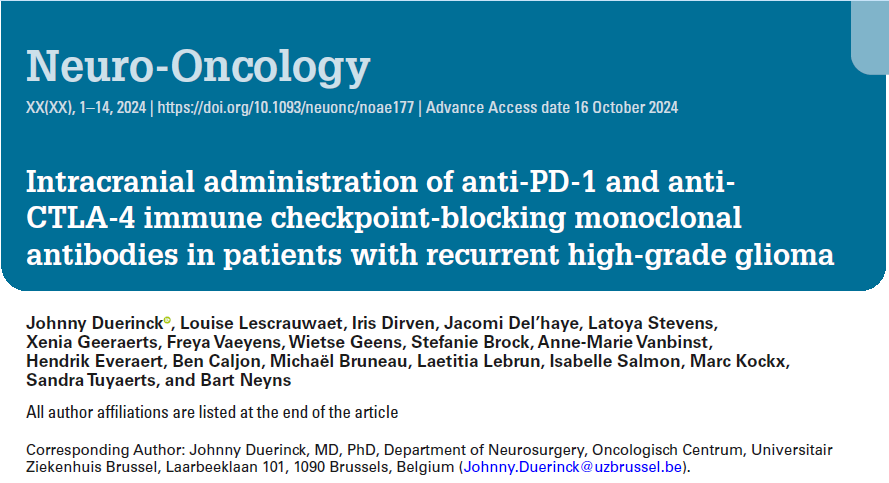 Neuro-Oncology
XX(XX), 1–14, 2024 | https://doi.org/10.1093/neuonc/noae177 | Advance Access date 16 October 2024
Intracranial administration of anti-PD-1 and anti-
CTLA-4 immune checkpoint-blocking monoclonal
antibodies in patients with recurrent high-grade glioma
Johnny Duerinck, Louise Lescrauwaet, Iris Dirven, Jacomi Del’haye, Latoya Stevens,
Xenia Geeraerts, Freya Vaeyens, Wietse Geens, Stefanie Brock, Anne-Marie Vanbinst,
Hendrik Everaert, Ben Caljon, Michaël Bruneau, Laetitia Lebrun, Isabelle Salmon, Marc Kockx,
Sandra Tuyaerts, and Bart Neyns
All author affiliations are listed at the end of the article
Corresponding Author: Johnny Duerinck, MD, PhD, Department of Neurosurgery, Oncologisch Centrum, Universitair
Ziekenhuis Brussel, Laarbeeklaan 101, 1090 Brussels, Belgium (Johnny.Duerinck@uzbrussel.be).